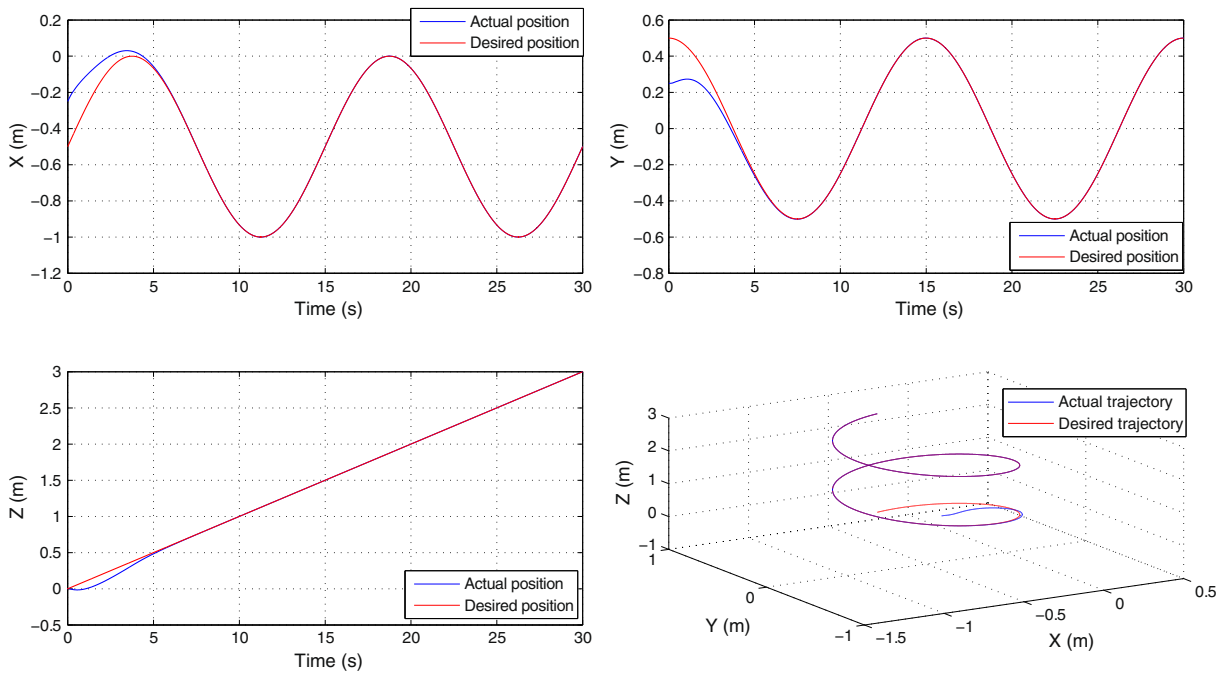 Actual position
Desired position
0.2
0
−0.2
−0.4
−0.6
−0.8
−1
−1.2
X (m)
0 5 10 15 20 25 30
Time (s)
0.6
0.4
0.2
0
−0.2
−0.4
−0.6
−0.8
Y (m)
Actual position
Desired position
0 5 10 15 20 25 30
Time (s)
3
2.5
2
1.5
1
0.5
0
−0.5
Z (m)
Actual position
Desired position
0 5 10 15 20 25 30
Time (s)
Actual trajectory
Desired trajectory
3
2
1
0
−1
Z (m)
1
0
−1
Y (m)
−1.5
−1
−0.5
0
0.5
X (m)